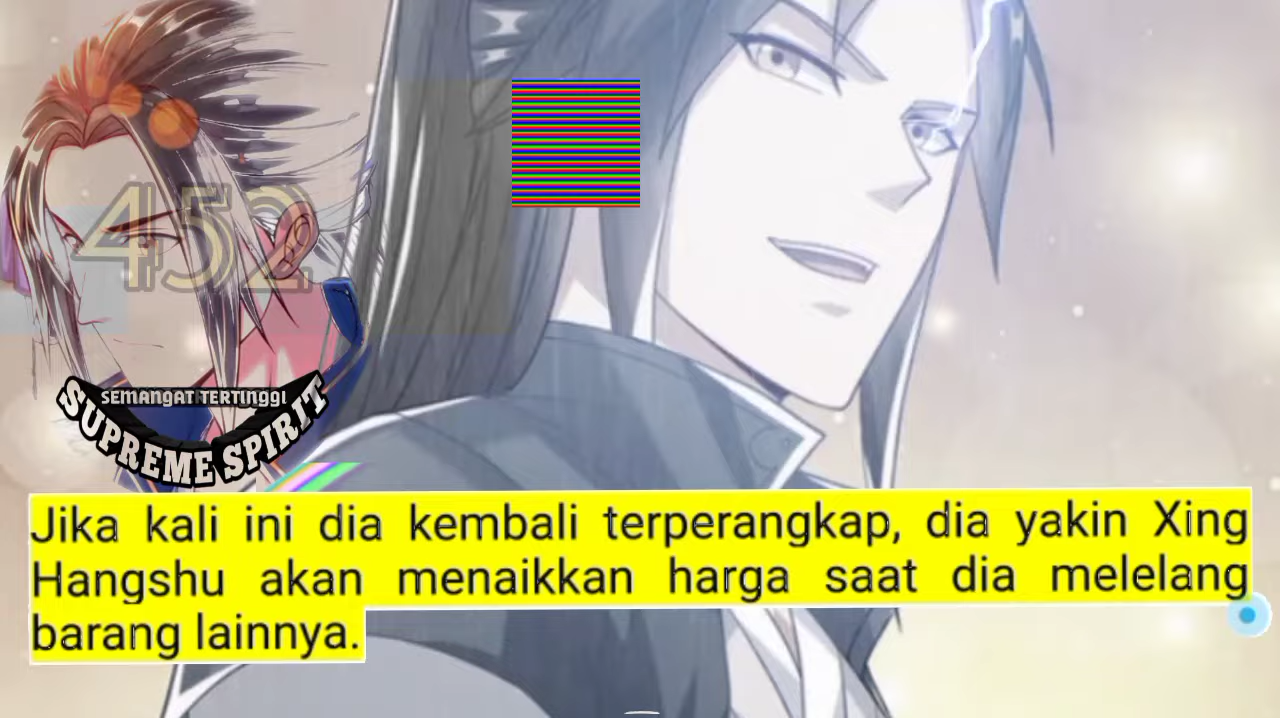 452
SEMANGAT TERTINGGI
SUPREME SPIRIT
Jika kali ini dia kembali terperangkap, dia yakin Xing
Hangshu akan menaikkan harga saat dia melelang
barang lainnya.